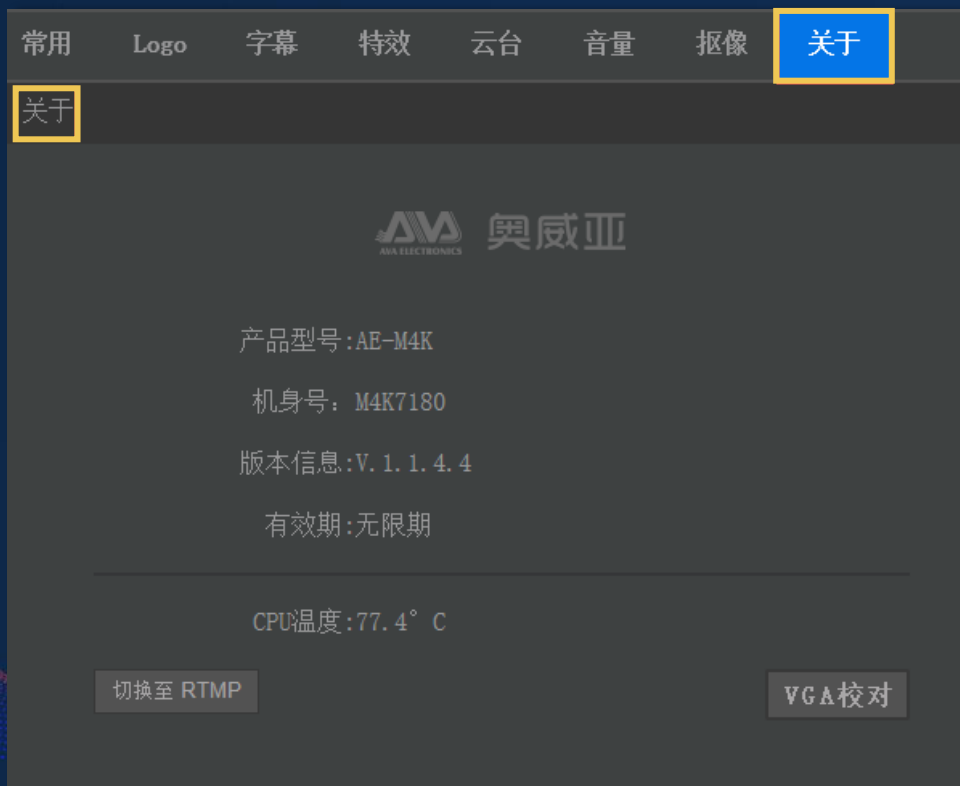 常用 Logo 字幕 特效 云台 音量 抠像 关于
关于
AVA 奥威亚
AVA ELECTRONICS
产品型号:AE-M4K
机身号: M4K7180
版本信息:V.1.1.4.4
有效期:无限期
CPU温度:77.4° C
切换至 RTMP VGA校对